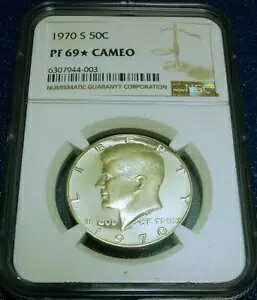 1970 S 50C
PF 69★ CAMEO
6307944-003
NUMISMATIC GUARANTY CORPORATION
NGC
LIBERTY
IN GOD WE TRUST
1970